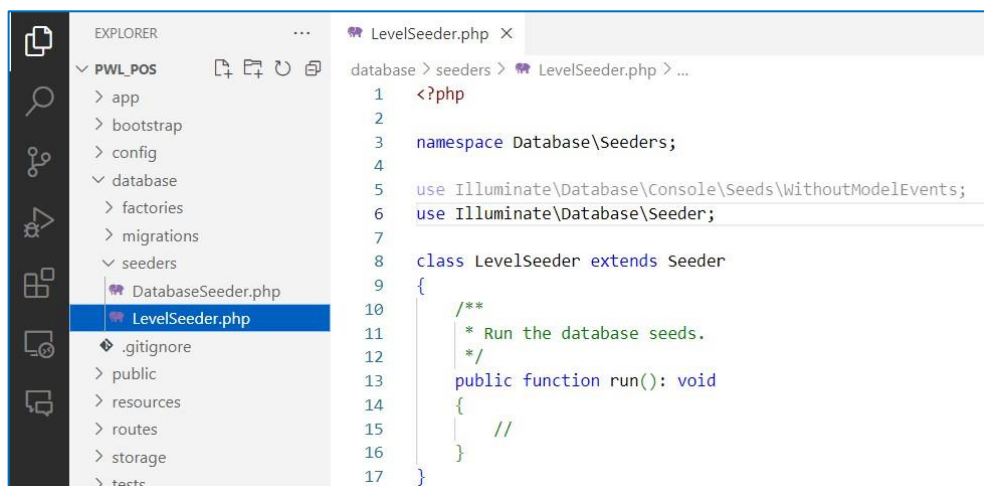 EXPLORER ...
PWL_POS
app
bootstrap
config
database
factories
migrations
seeders
DatabaseSeeder.php
LevelSeeder.php
.gitignore
public
resources
routes
storage
tests
LevelSeeder.php
database > seeders > LevelSeeder.php > ...
1 <?php
2
3 namespace Database\Seeders;
4
5 use Illuminate\Database\Console\Seeds\WithoutModelEvents;
6 use Illuminate\Database\Seeder;
7
8 class LevelSeeder extends Seeder
9 {
10 /**
11 * Run the database seeds.
12 */
13 public function run(): void
14 {
15 //
16 }
17 }